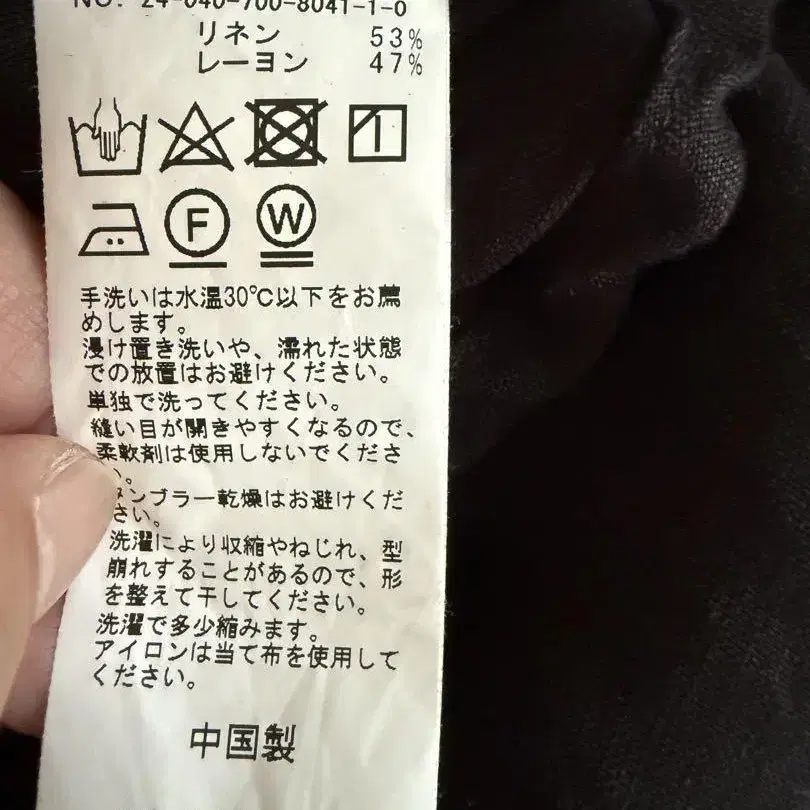 NO. 24-040-700-8041-1-0
リネン 53%
レーヨン 47%
F W
手洗いは水温30℃以下をお薦
めします。
浸け置き洗いや、濡れた状態
での放置はお避けください。
単独で洗ってください。
縫い目が開きやすくなるので、
柔軟剤は使用しないでくださ
い。
タンブラー乾燥はお避けくだ
さい。
洗濯により収縮やねじれ、型
崩れすることがあるので、形
を整えて干してください。
洗濯で多少縮みます。
アイロンは当て布を使用して
ください。
中国製